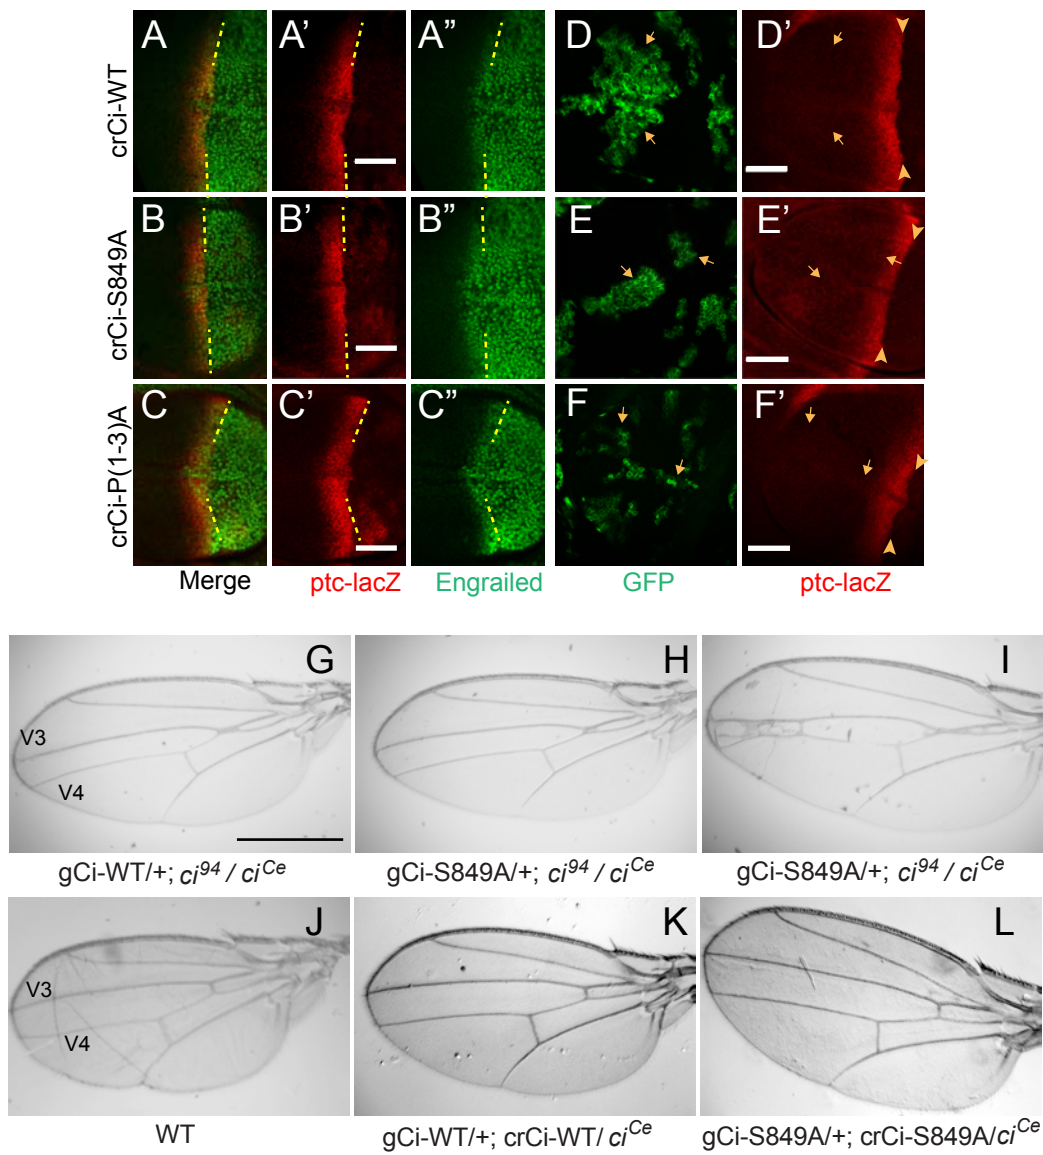 A A' A" D D'
crCi-WT
B B' B" E E'
crCi-S849A
C C' C" F F'
crCi-P(1-3)A
Merge ptc-lacZ Engrailed GFP ptc-lacZ
G H I
V3
V4
gCi-WT/+; ci94 / ciCe gCi-S849A/+; ci94 / ciCe gCi-S849A/+; ci94 / ciCe
J K L
V3
V4
WT gCi-WT/+; crCi-WT/ ciCe gCi-S849A/+; crCi-S849A/ciCe